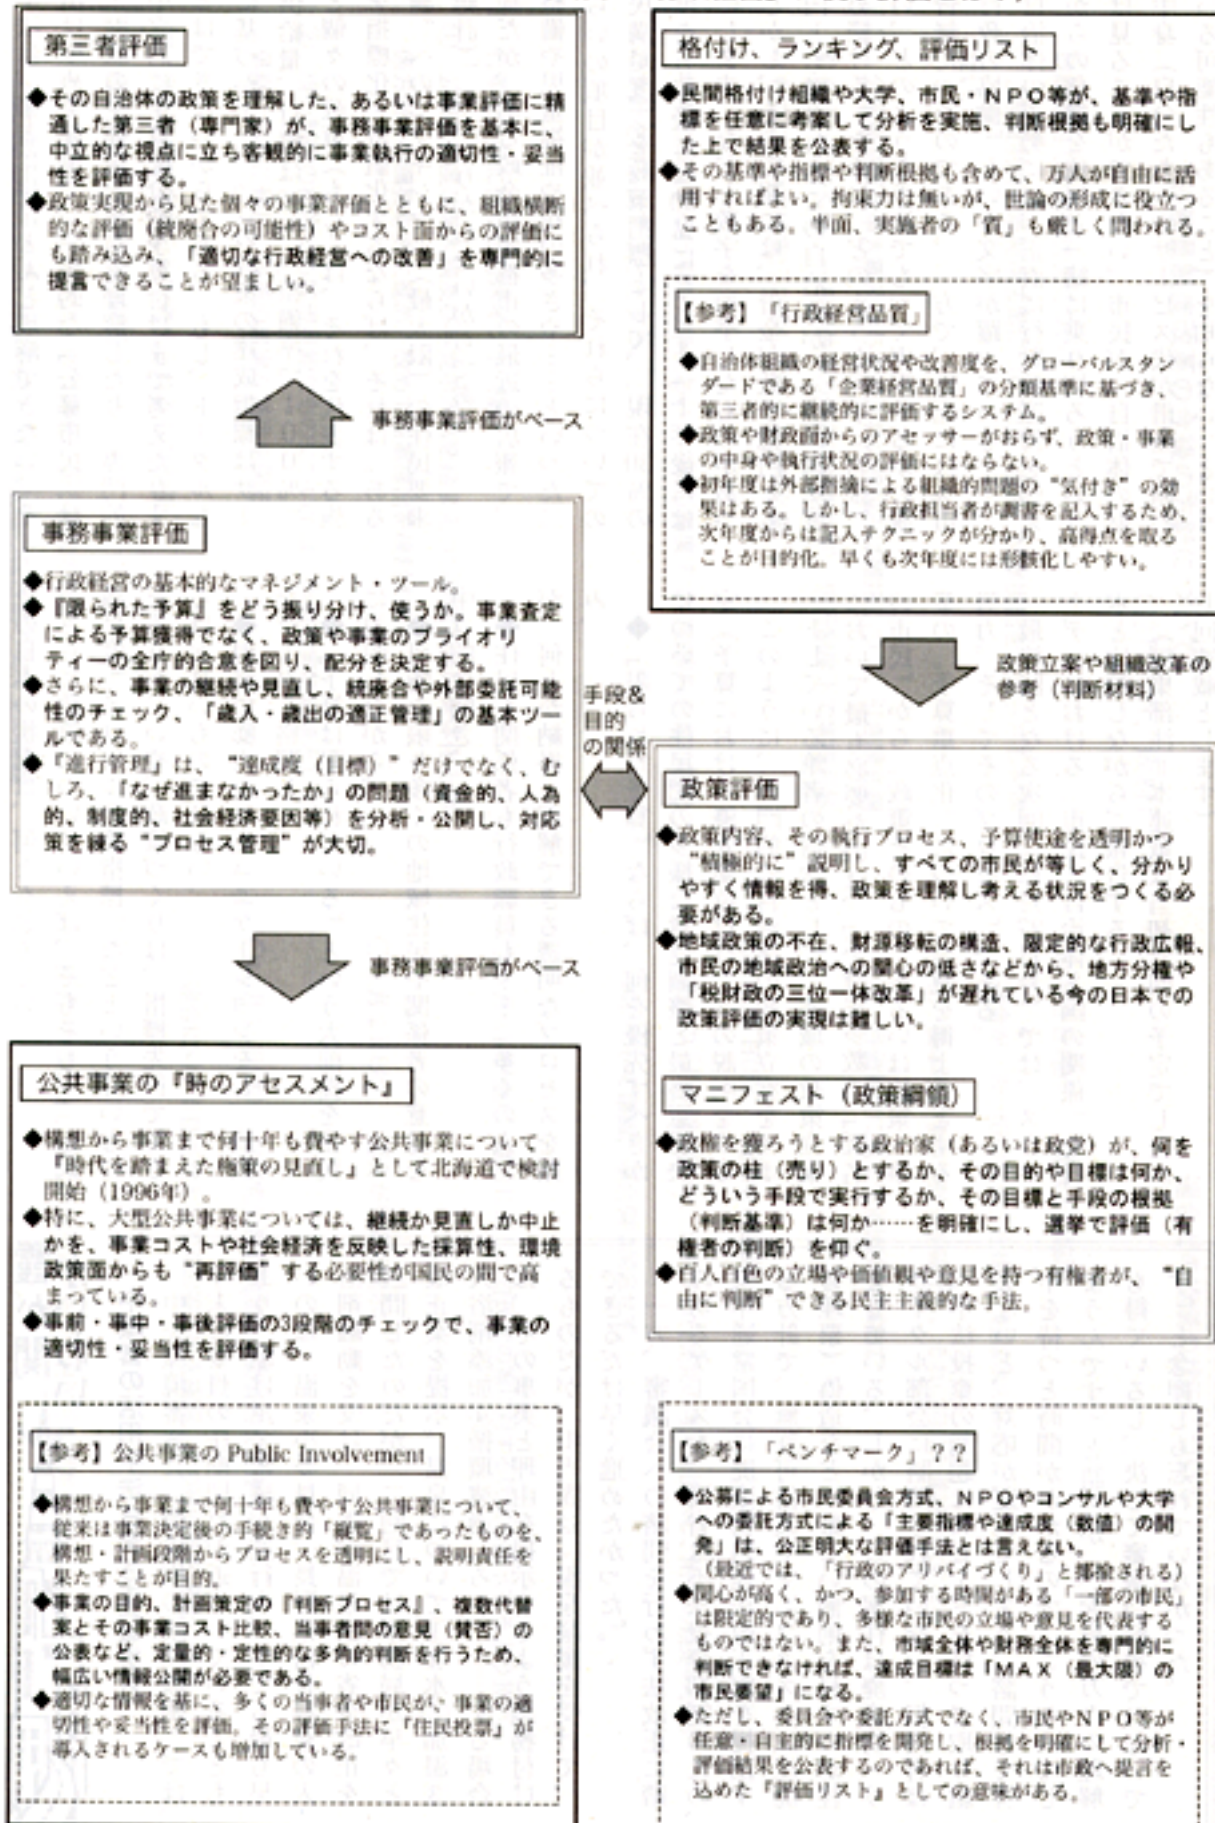 第三者評価
◆その自治体の政策を理解した、あるいは事業評価に精
通した第三者（専門家）が、事務事業評価を基本に、
中立的な視点に立ち客観的に事業執行の適切性・妥当
性を評価する。
◆政策実現から見た個々の事業評価とともに、組織横断
的な評価（統廃合の可能性）やコスト面からの評価に
も踏み込み、「適切な行政経営への改善」を専門的に
提言できることが望ましい。
事務事業評価がベース
事務事業評価
◆行政経営の基本的なマネジメント・ツール。
◆『限られた予算』をどう振り分け、使うか。事業査定
による予算獲得でなく、政策や事業のプライオリ
ティーの全庁的合意を図り、配分を決定する。
◆さらに、事業の継続や見直し、統廃合や外部委託可能
性のチェック、「歳入・歳出の適正管理」の基本ツー
ルである。
◆『進行管理』は、“達成度（目標）”だけでなく、む
しろ、「なぜ進まなかったか」の問題（資金的、人為
的、制度的、社会経済要因等）を分析・公開し、対応
策を練る“プロセス管理”が大切。
事務事業評価がベース
公共事業の『時のアセスメント』
◆構想から事業まで何十年も費やす公共事業について
『時代を踏まえた施策の見直し』として北海道で検討
開始（1996年）。
◆特に、大型公共事業については、継続か見直しか中止
かを、事業コストや社会経済を反映した採算性、環境
政策面からも“再評価”する必要性が国民の間で高
まっている。
◆事前・事中・事後評価の3段階のチェックで、事業の
適切性・妥当性を評価する。
【参考】公共事業の Public Involvement
◆構想から事業まで何十年も費やす公共事業について、
従来は事業決定後の手続き的「縦覧」であったものを、
構想・計画段階からプロセスを透明にし、説明責任を
果たすことが目的。
◆事業の目的、計画策定の『判断プロセス』、複数代替
案とその事業コスト比較、当事者間の意見（賛否）の
公表など、定量的・定性的な多角的判断を行うため、
幅広い情報公開が必要である。
◆適切な情報を基に、多くの当事者や市民が、事業の適
切性や妥当性を評価。その評価手法に「住民投票」が
導入されるケースも増加している。
格付け、ランキング、評価リスト
◆民間格付け組織や大学、市民・ＮＰＯ等が、基準や指
標を任意に考案して分析を実施、判断根拠も明確にし
た上で結果を公表する。
◆その基準や指標や判断根拠も含めて、万人が自由に活
用すればよい。拘束力は無いが、世論の形成に役立つ
こともある。半面、実施者の「質」も厳しく問われる。
【参考】「行政経営品質」
◆自治体組織の経営状況や改善度を、グローバルスタン
ダードである「企業経営品質」の分類基準に基づき、
第三者的に継続的に評価するシステム。
◆政策や財政面からのアセッサーがおらず、政策・事業
の中身や執行状況の評価にはならない。
◆初年度は外部指摘による組織的問題の“気付き”の効
果はある。しかし、行政担当者が調書を記入するため、
次年度からは記入テクニックが分かり、高得点を取る
ことが目的化。早くも次年度には形骸化しやすい。
政策立案や組織改革の
参考（判断材料）
手段&
目的
の関係
政策評価
◆政策内容、その執行プロセス、予算使途を透明かつ
“積極的に”説明し、すべての市民が等しく、分かり
やすく情報を得、政策を理解し考える状況をつくる必
要がある。
◆地域政策の不在、財源移転の構造、限定的な行政広報、
市民の地域政治への関心の低さなどから、地方分権や
「税財政の三位一体改革」が遅れている今の日本での
政策評価の実現は難しい。
マニフェスト（政策綱領）
◆政権を獲ろうとする政治家（あるいは政党）が、何を
政策の柱（売り）とするか、その目的や目標は何か、
どういう手段で実行するか、その目標と手段の根拠
（判断基準）は何か……を明確にし、選挙で評価（有
権者の判断）を仰ぐ。
◆百人百色の立場や価値観や意見を持つ有権者が、“自
由に判断”できる民主主義的な手法。
【参考】「ベンチマーク」？？
◆公募による市民委員会方式、ＮＰＯやコンサルや大学
への委託方式による「主要指標や達成度（数値）の開
発」は、公正明大な評価手法とは言えない。
（最近では、「行政のアリバイづくり」と揶揄される）
◆関心が高く、かつ、参加する時間がある「一部の市民」
は限定的であり、多様な市民の立場や意見を代表する
ものではない。また、市域全体や財務全体を専門的に
判断できなければ、達成目標は「ＭＡＸ（最大限）の
市民要望」になる。
◆ただし、委員会や委託方式でなく、市民やＮＰＯ等が
任意・自主的に指標を開発し、根拠を明確にして分析・
評価結果を公表するのであれば、それは市政へ提言を
込めた『評価リスト』としての意味がある。